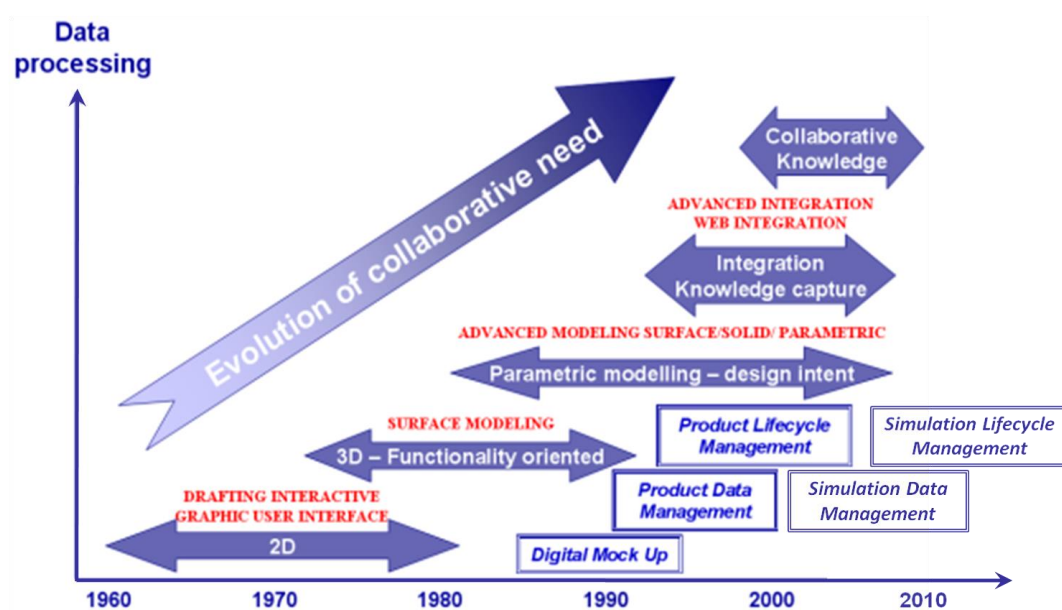 Data
processing
Evolution of collaborative need
Collaborative
Knowledge
ADVANCED INTEGRATION
WEB INTEGRATION
Integration
Knowledge capture
ADVANCED MODELING SURFACE/SOLID/ PARAMETRIC
Parametric modelling – design intent
SURFACE MODELING
3D – Functionality oriented
Product Lifecycle
Management
Simulation Lifecycle
Management
DRAFTING INTERACTIVE
GRAPHIC USER INTERFACE
2D
Product Data
Management
Simulation Data
Management
Digital Mock Up
1960 1970 1980 1990 2000 2010